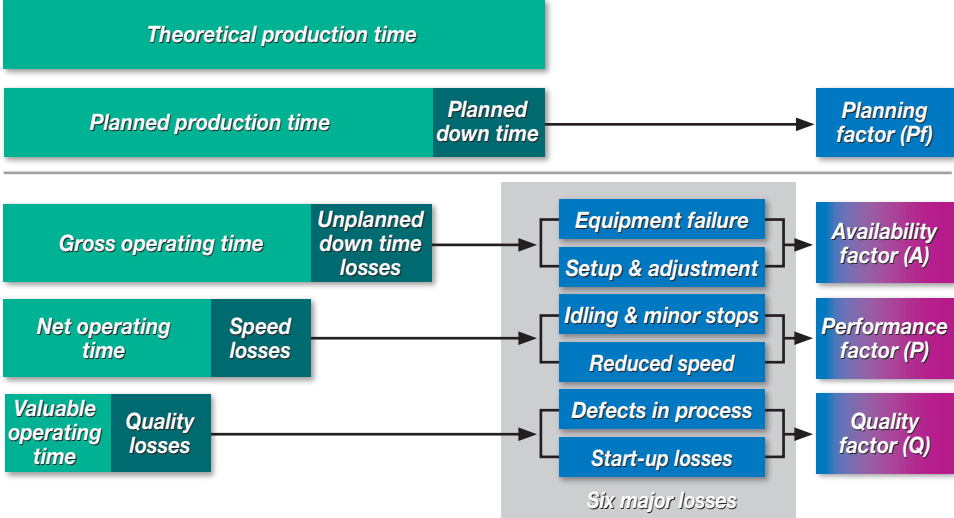 Theoretical production time
Planned production time
Planned
down time
Planning
factor (Pf)
Gross operating time
Unplanned
down time
losses
Equipment failure
Setup & adjustment
Availability
factor (A)
Net operating
time
Speed
losses
Idling & minor stops
Reduced speed
Performance
factor (P)
Valuable
operating
time
Quality
losses
Defects in process
Start-up losses
Quality
factor (Q)
Six major losses